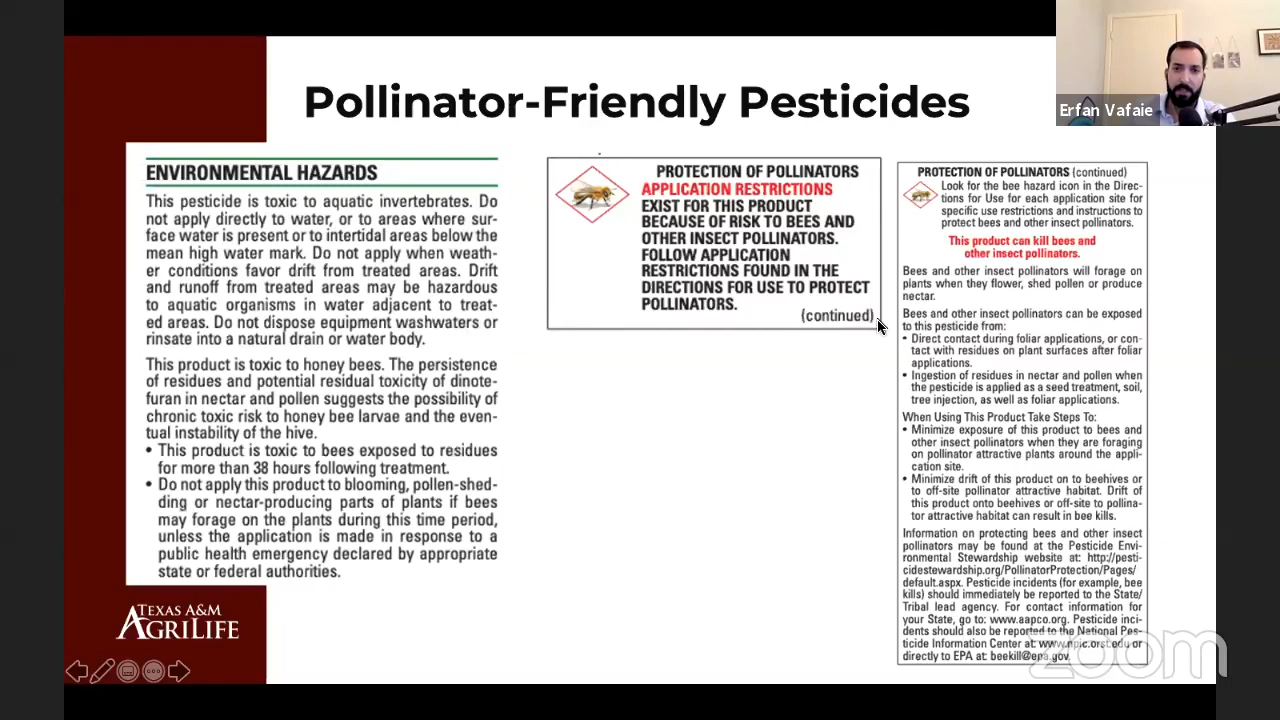 Pollinator-Friendly Pesticides
Erfan Vafaie
ENVIRONMENTAL HAZARDS
This pesticide is toxic to aquatic invertebrates. Do
not apply directly to water, or to areas where sur-
face water is present or to intertidal areas below the
mean high water mark. Do not apply when weath-
er conditions favor drift from treated areas. Drift
and runoff from treated areas may be hazardous
to aquatic organisms in water adjacent to treat-
ed areas. Do not dispose equipment washwaters or
rinsate into a natural drain or water body.
This product is toxic to honey bees. The persistence
of residues and potential residual toxicity of dinote-
furan in nectar and pollen suggests the possibility of
chronic toxic risk to honey bee larvae and the even-
tual instability of the hive.
• This product is toxic to bees exposed to residues
for more than 38 hours following treatment.
• Do not apply this product to blooming, pollen-shed-
ding or nectar-producing parts of plants if bees
may forage on the plants during this time period,
unless the application is made in response to a
public health emergency declared by appropriate
state or federal authorities.
PROTECTION OF POLLINATORS
APPLICATION RESTRICTIONS
EXIST FOR THIS PRODUCT
BECAUSE OF RISK TO BEES AND
OTHER INSECT POLLINATORS.
FOLLOW APPLICATION
RESTRICTIONS FOUND IN THE
DIRECTIONS FOR USE TO PROTECT
POLLINATORS.
(continued)
PROTECTION OF POLLINATORS (continued)
Look for the bee hazard icon in the Direc-
tions for Use for each application site for
specific use restrictions and instructions to
protect bees and other insect pollinators.
This product can kill bees and
other insect pollinators.
Bees and other insect pollinators will forage on
plants when they flower, shed pollen or produce
nectar.
Bees and other insect pollinators can be exposed
to this pesticide from:
• Direct contact during foliar applications, or con-
tact with residues on plant surfaces after foliar
applications.
• Ingestion of residues in nectar and pollen when
the pesticide is applied as a seed treatment, soil,
tree injection, as well as foliar applications.
When Using This Product Take Steps To:
• Minimize exposure of this product to bees and
other insect pollinators when they are foraging
on pollinator attractive plants around the appli-
cation site.
• Minimize drift of this product on to beehives or
to off-site pollinator attractive habitat. Drift of
this product onto beehives or off-site to pollina-
tor attractive habitat can result in bee kills.
Information on protecting bees and other insect
pollinators may be found at the Pesticide Envi-
ronmental Stewardship website at: http://pesti-
cidestewardship.org/PollinatorProtection/Pages/
default.aspx. Pesticide incidents (for example, bee
kills) should immediately be reported to the State/
Tribal lead agency. For contact information for
your State, go to: www.aapco.org. Pesticide inci-
dents should also be reported to the National Pes-
ticide Information Center at: www.npic.orst.edu or
directly to EPA at: beekill@epa.gov.
TEXAS A&M
AGRILIFE
zoom